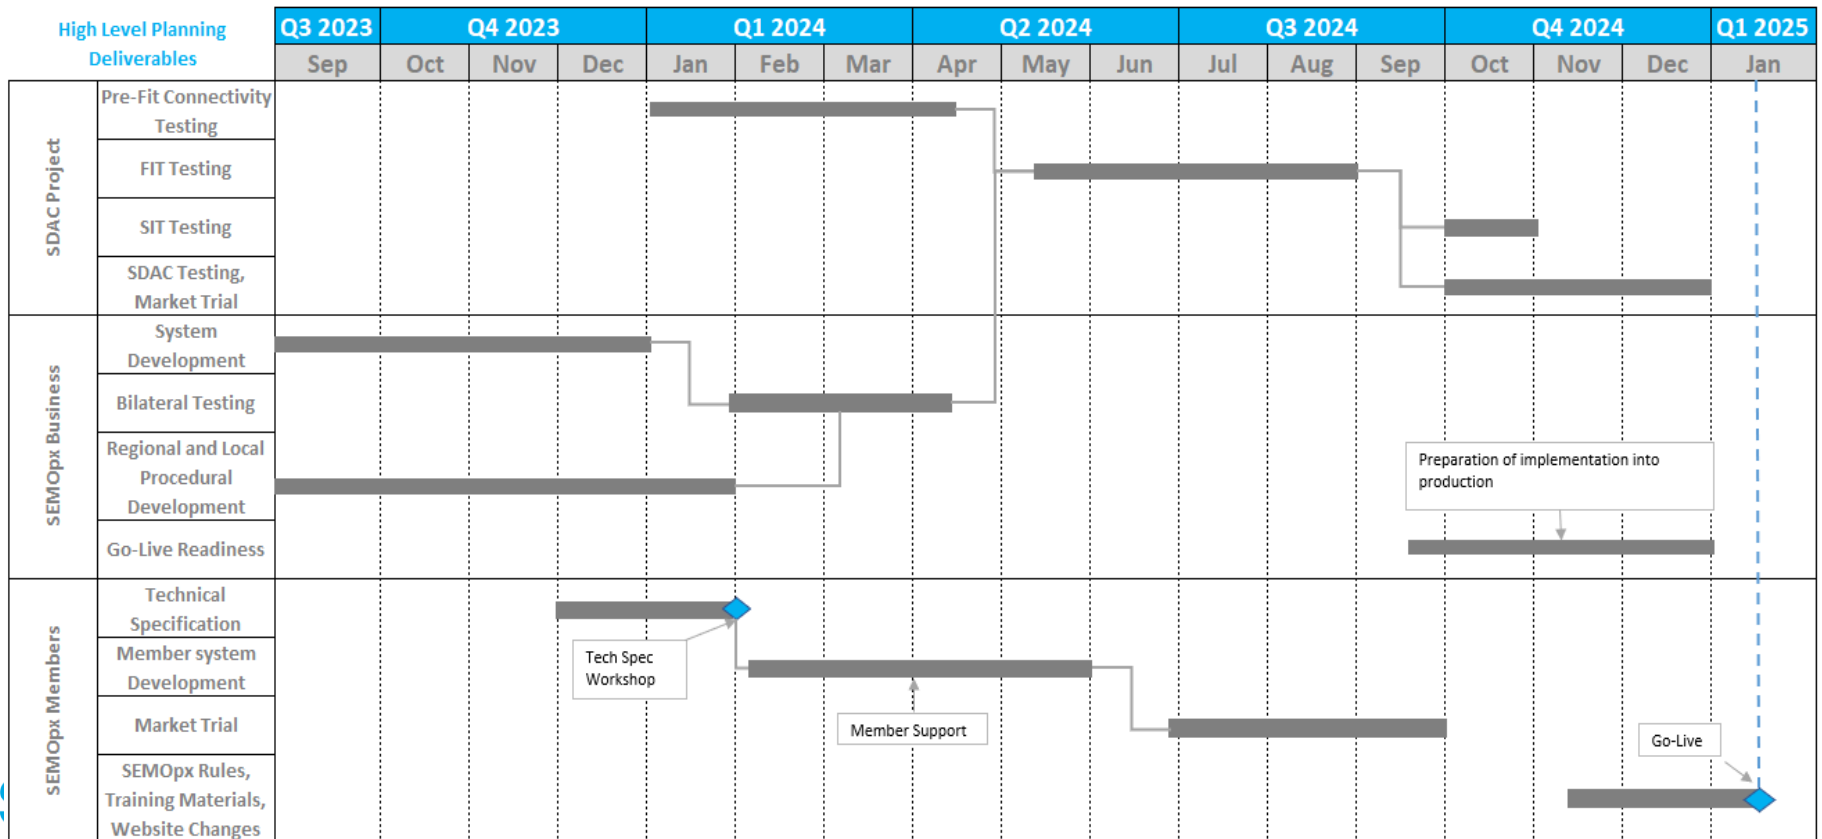 High Level Planning
Deliverables
Q3 2023 Q4 2023 Q1 2024 Q2 2024 Q3 2024 Q4 2024 Q1 2025
Sep Oct Nov Dec Jan Feb Mar Apr May Jun Jul Aug Sep Oct Nov Dec Jan
SDAC Project
Pre-Fit Connectivity
Testing
FIT Testing
SIT Testing
SDAC Testing,
Market Trial
SEMOpx Business
System
Development
Bilateral Testing
Regional and Local
Procedural
Development
Preparation of implementation into
production
Go-Live Readiness
SEMOpx Members
Technical
Specification
Tech Spec
Workshop
Member system
Development
Member Support
Market Trial
Go-Live
SEMOpx Rules,
Training Materials,
Website Changes